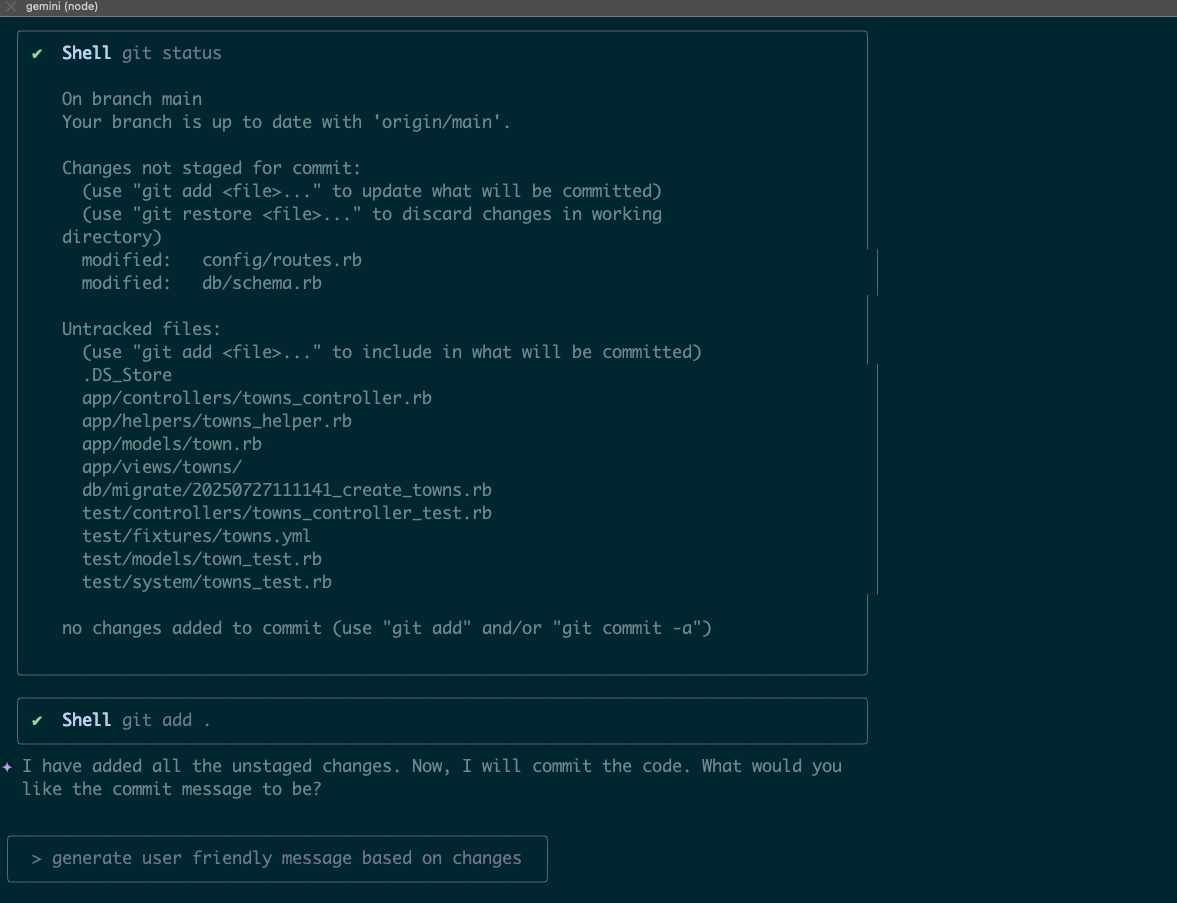 gemini (node)
✔ Shell git status
On branch main
Your branch is up to date with 'origin/main'.
Changes not staged for commit:
(use "git add <file>..." to update what will be committed)
(use "git restore <file>..." to discard changes in working
directory)
modified: config/routes.rb
modified: db/schema.rb
Untracked files:
(use "git add <file>..." to include in what will be committed)
.DS_Store
app/controllers/towns_controller.rb
app/helpers/towns_helper.rb
app/models/town.rb
app/views/towns/
db/migrate/20250727111141_create_towns.rb
test/controllers/towns_controller_test.rb
test/fixtures/towns.yml
test/models/town_test.rb
test/system/towns_test.rb
no changes added to commit (use "git add" and/or "git commit -a")
✔ Shell git add .
✦ I have added all the unstaged changes. Now, I will commit the code. What would you
like the commit message to be?
> generate user friendly message based on changes